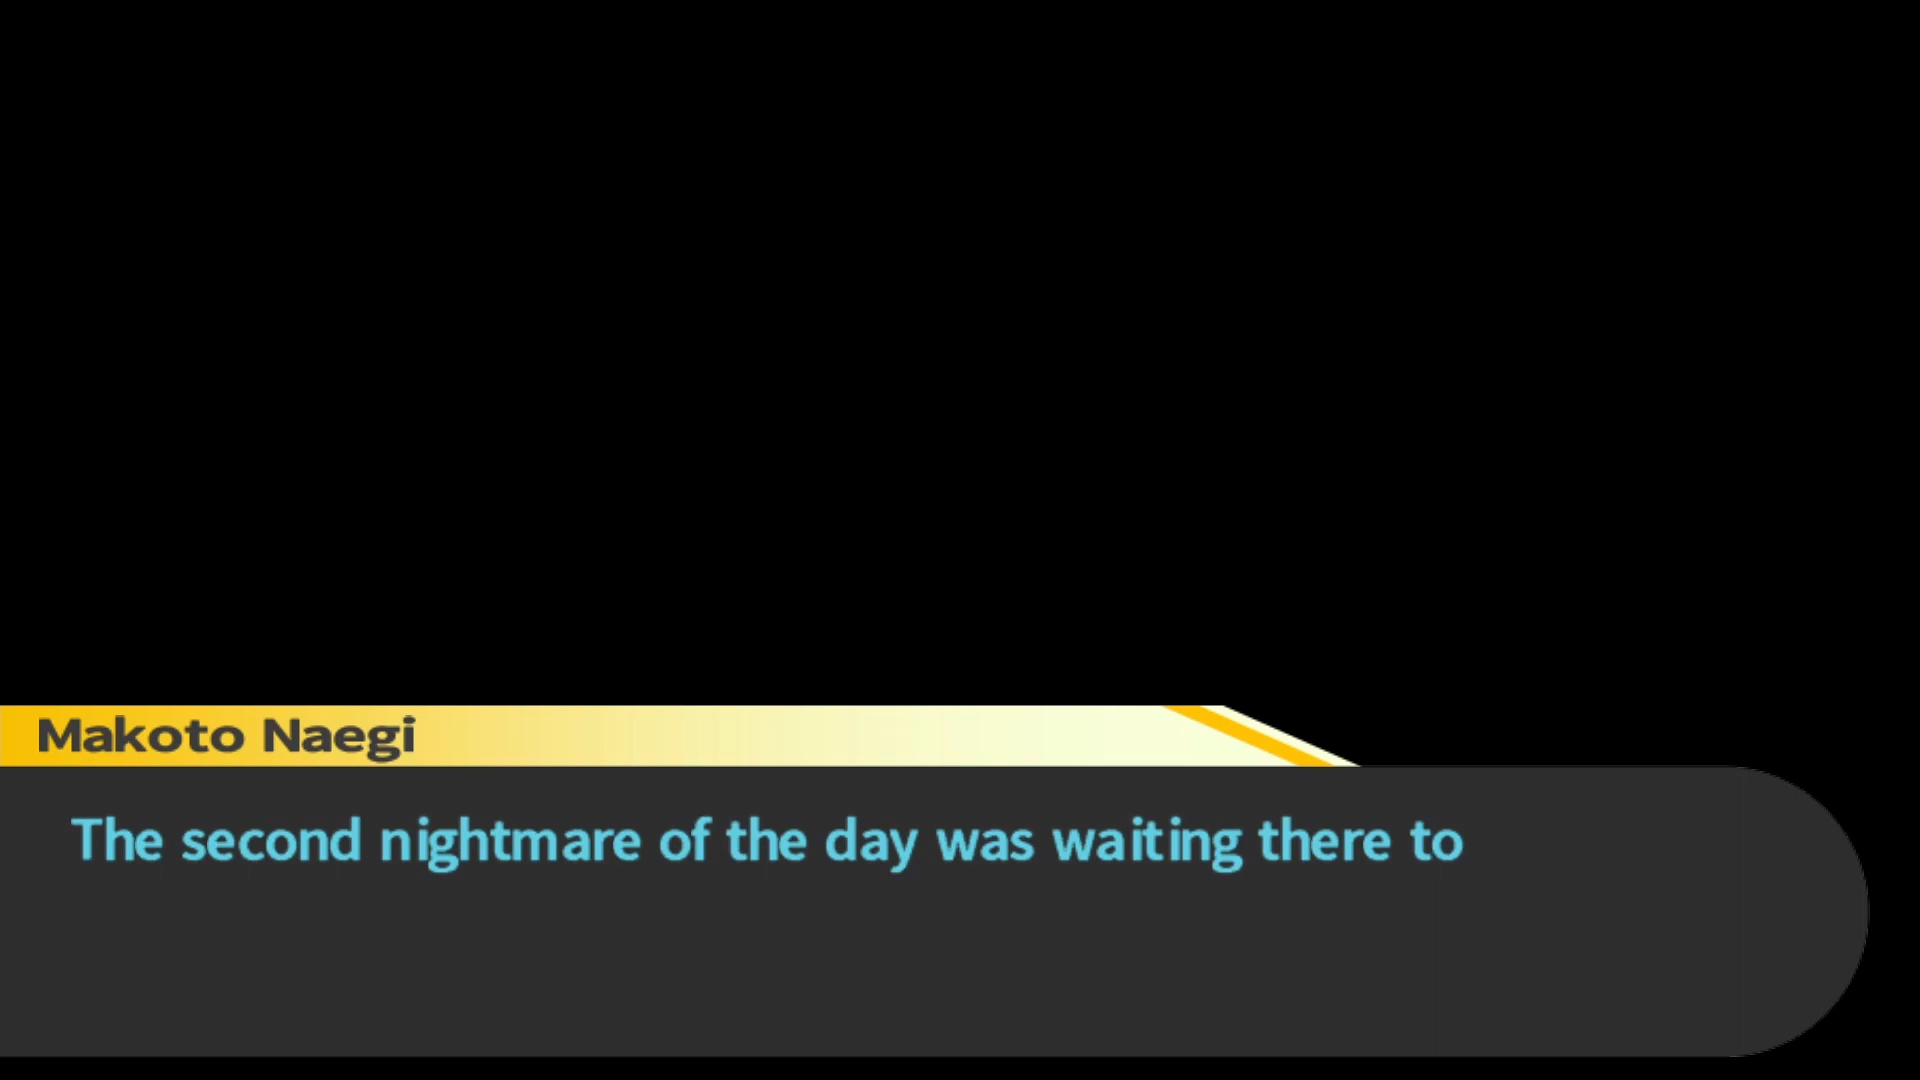 Makoto Naegi
The second nightmare of the day was waiting there to